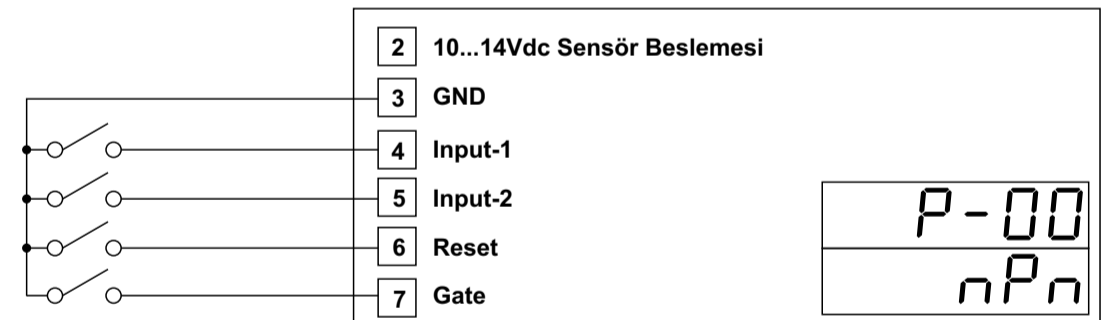 2 10...14Vdc Sensör Beslemesi
3 GND
4 Input-1
5 Input-2
6 Reset
7 Gate
P-00
nPn